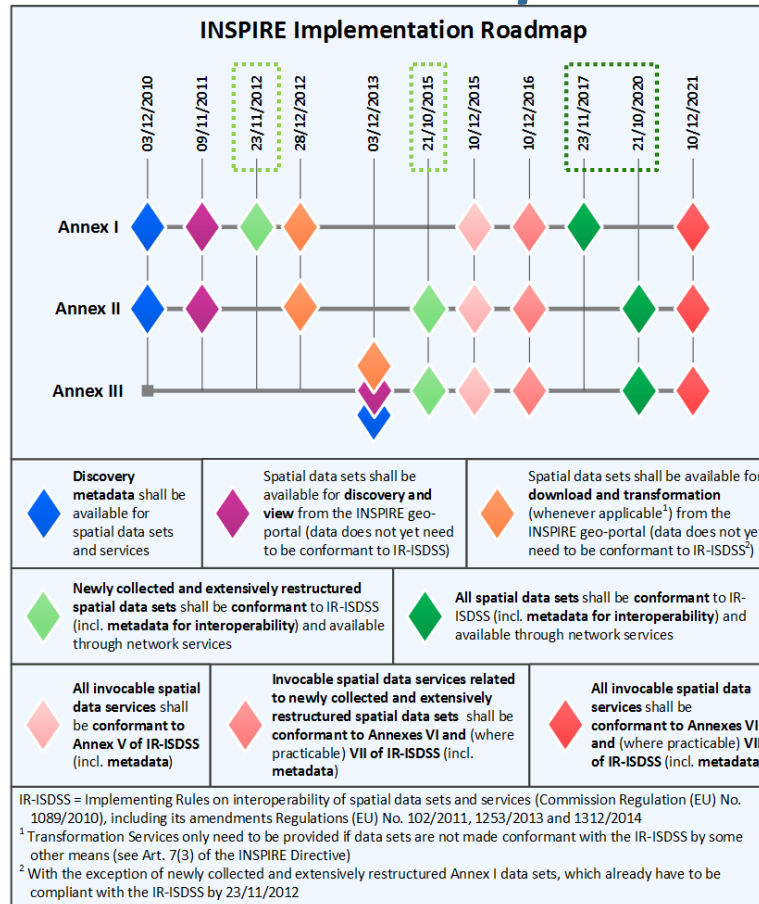 INSPIRE Implementation Roadmap
03/12/2010
09/11/2011
23/11/2012
28/12/2012
03/12/2013
21/10/2015
10/12/2015
10/12/2016
23/11/2017
21/10/2020
10/12/2021
Annex I
Annex II
Annex III
Discovery
metadata shall be
available for
spatial data sets
and services
Spatial data sets shall be
available for discovery and
view from the INSPIRE geo-
portal (data does not yet need
to be conformant to IR-ISDSS)
Spatial data sets shall be available for
download and transformation
(whenever applicable¹) from the
INSPIRE geo-portal (data does not ye
need to be conformant to IR-ISDSS²)
Newly collected and extensively restructured
spatial data sets shall be conformant to IR-ISDSS
(incl. metadata for interoperability) and available
through network services
All spatial data sets shall be conformant to IR-
ISDSS (incl. metadata for interoperability) and
available through network services
All invocable spatial
data services shall
be conformant to
Annex V of IR-ISDSS
(incl. metadata)
Invocable spatial data services related
to newly collected and extensively
restructured spatial data sets shall be
conformant to Annexes VI and (where
practicable) VII of IR-ISDSS (incl.
metadata)
All invocable spatial data
services shall be
conformant to Annexes VI
and (where practicable) VII
of IR-ISDSS (incl. metadata
IR-ISDSS = Implementing Rules on interoperability of spatial data sets and services (Commission Regulation (EU) No.
1089/2010), including its amendments Regulations (EU) No. 102/2011, 1253/2013 and 1312/2014
¹ Transformation Services only need to be provided if data sets are not made conformant with the IR-ISDSS by some
other means (see Art. 7(3) of the INSPIRE Directive)
² With the exception of newly collected and extensively restructured Annex I data sets, which already have to be
compliant with the IR-ISDSS by 23/11/2012